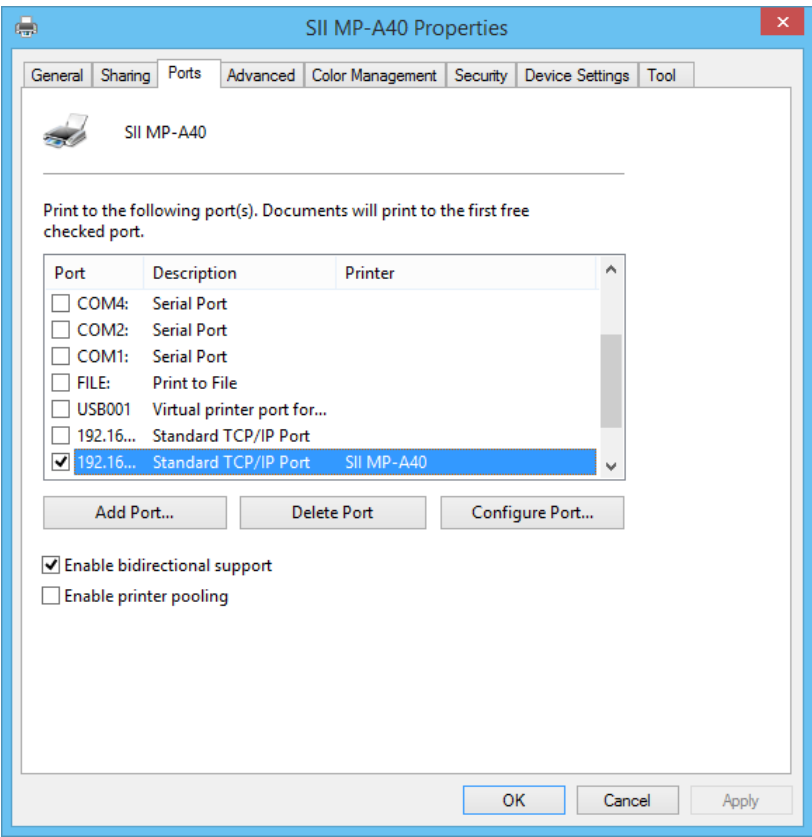 SII MP-A40 Properties
General Sharing Ports Advanced Color Management Security Device Settings Tool
SII MP-A40
Print to the following port(s). Documents will print to the first free
checked port.
Port Description Printer
COM4: Serial Port
COM2: Serial Port
COM1: Serial Port
FILE: Print to File
USB001 Virtual printer port for...
192.16... Standard TCP/IP Port
192.16... Standard TCP/IP Port SII MP-A40
Add Port... Delete Port Configure Port...
Enable bidirectional support
Enable printer pooling
OK Cancel Apply